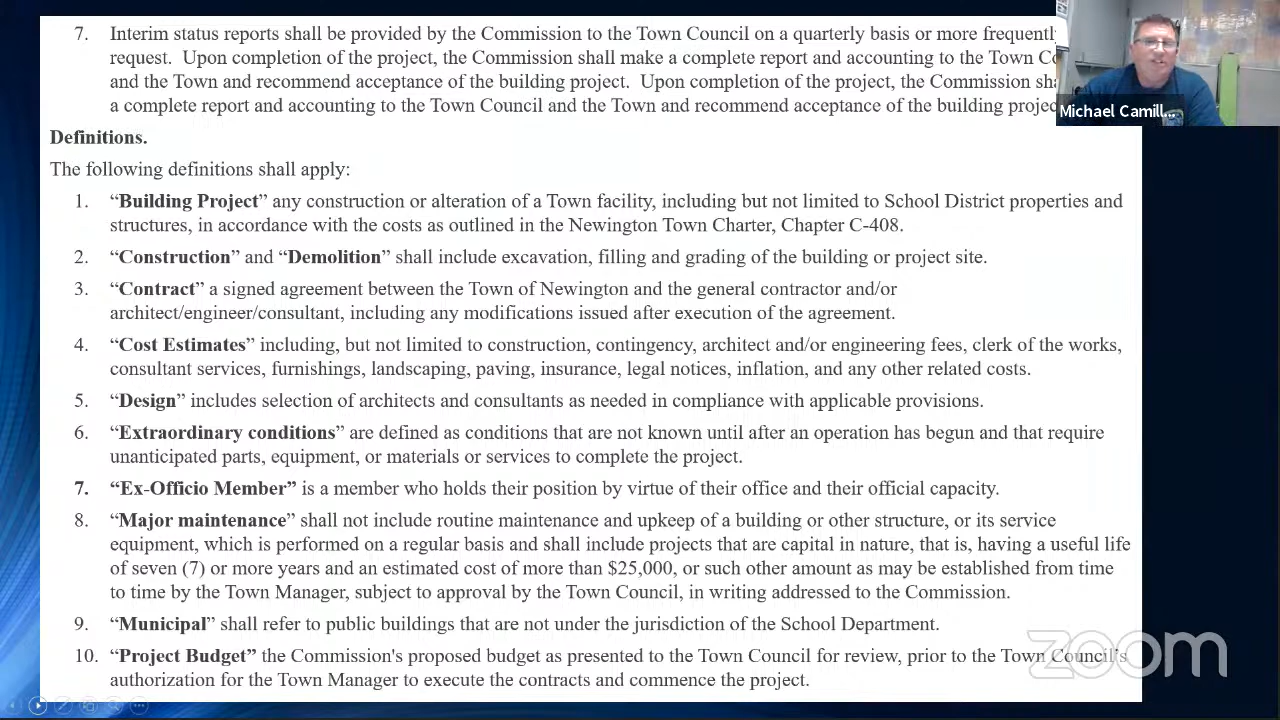 7. Interim status reports shall be provided by the Commission to the Town Council on a quarterly basis or more frequently
request. Upon completion of the project, the Commission shall make a complete report and accounting to the Town
and the Town and recommend acceptance of the building project. Upon completion of the project, the Commission
a complete report and accounting to the Town Council and the Town and recommend acceptance of the building
Definitions.
The following definitions shall apply:
1. “Building Project” any construction or alteration of a Town facility, including but not limited to School District properties and
structures, in accordance with the costs as outlined in the Newington Town Charter, Chapter C-408.
2. “Construction” and “Demolition” shall include excavation, filling and grading of the building or project site.
3. “Contract” a signed agreement between the Town of Newington and the general contractor and/or
architect/engineer/consultant, including any modifications issued after execution of the agreement.
4. “Cost Estimates” including, but not limited to construction, contingency, architect and/or engineering fees, clerk of the works,
consultant services, furnishings, landscaping, paving, insurance, legal notices, inflation, and any other related costs.
5. “Design” includes selection of architects and consultants as needed in compliance with applicable provisions.
6. “Extraordinary conditions” are defined as conditions that are not known until after an operation has begun and that require
unanticipated parts, equipment, or materials or services to complete the project.
7. “Ex-Officio Member” is a member who holds their position by virtue of their office and their official capacity.
8. “Major maintenance” shall not include routine maintenance and upkeep of a building or other structure, or its service
equipment, which is performed on a regular basis and shall include projects that are capital in nature, that is, having a useful life
of seven (7) or more years and an estimated cost of more than $25,000, or such other amount as may be established from time
to time by the Town Manager, subject to approval by the Town Council, in writing addressed to the Commission.
9. “Municipal” shall refer to public buildings that are not under the jurisdiction of the School Department.
10. “Project Budget” the Commission's proposed budget as presented to the Town Council for review, prior to the Town Council's
authorization for the Town Manager to execute the contracts and commence the project.
Michael Camill...
zoom